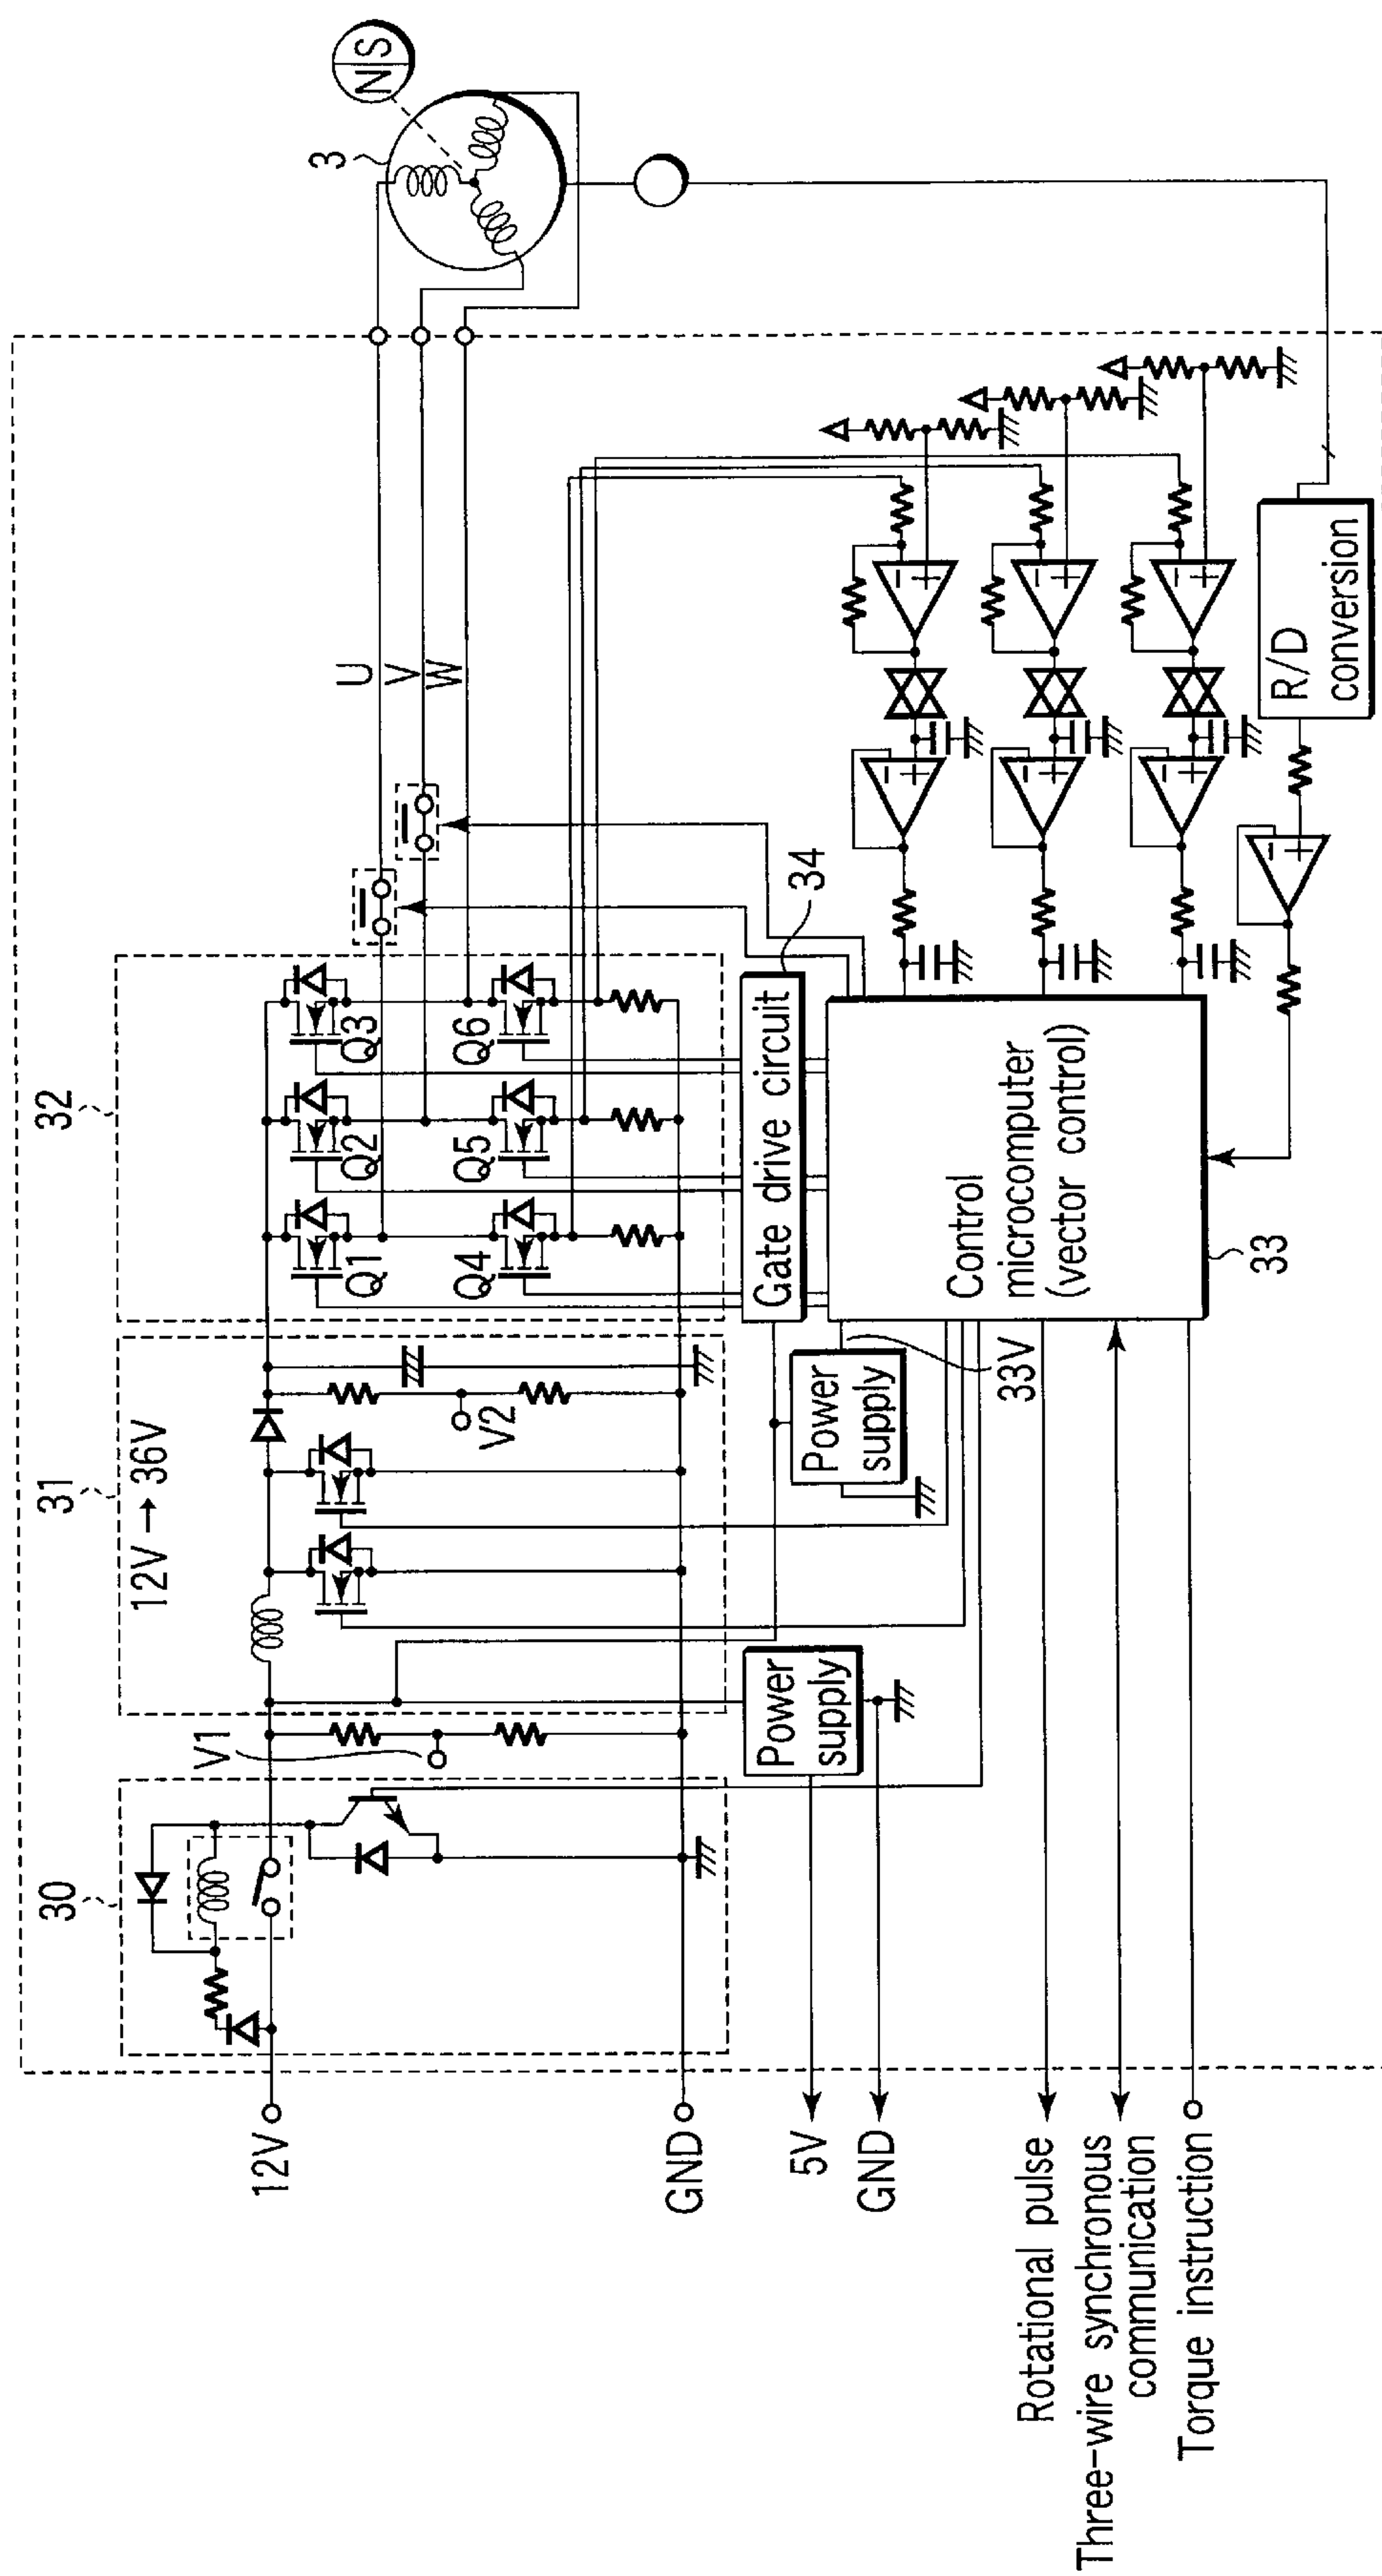 30
31
12V → 36V
32
3
N
S
V1
V2
Q1
Q2
Q3
Q4
Q5
Q6
U
V
W
12V
GND
5V
GND
Power
supply
Power
supply
Gate drive circuit
34
33V
Control
microcomputer
(vector control)
33
−
+
−
+
−
+
−
+
−
+
−
+
−
+
R/D
conversion
Rotational pulse
Three-wire synchronous
communication
Torque instruction